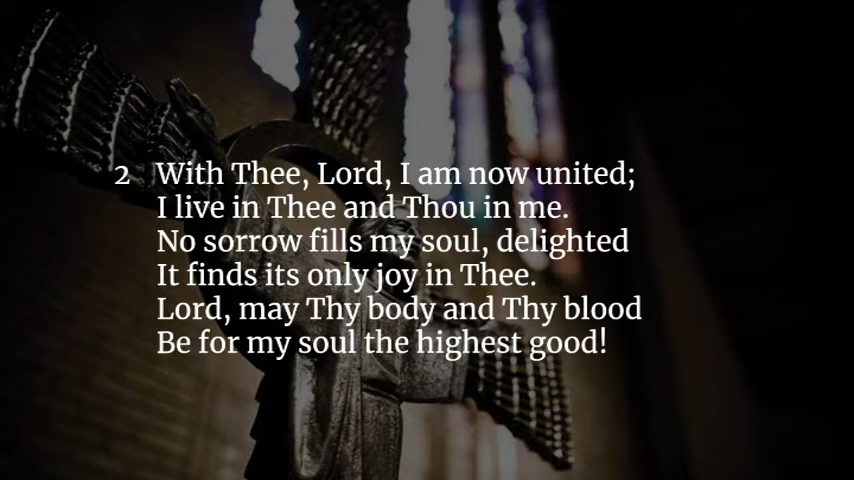 2 With Thee, Lord, I am now united;
I live in Thee and Thou in me.
No sorrow fills my soul, delighted
It finds its only joy in Thee.
Lord, may Thy body and Thy blood
Be for my soul the highest good!